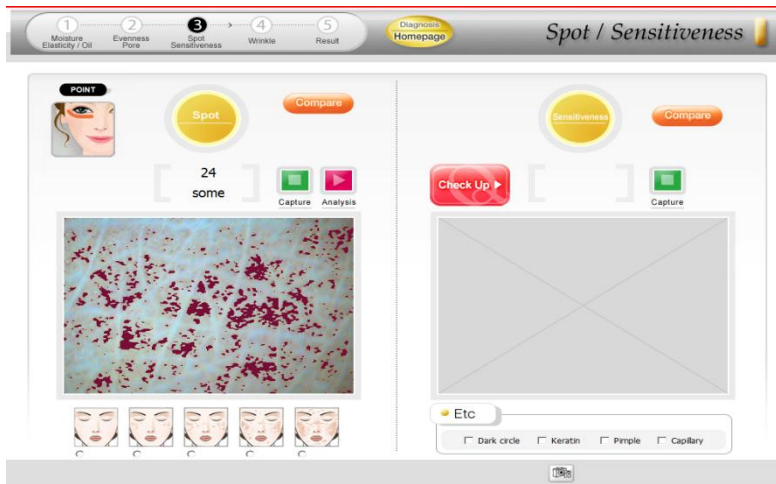 1 2 3 4 5
Moisture
Elasticity / Oil
Evenness
Pore
Spot
Sensitiveness
Wrinkle
Result
Diagnosis
Homepage
Spot / Sensitiveness
POINT
Spot
Compare
24
some
Capture Analysis
Sensitiveness
Compare
Check Up
Capture
Etc
Dark circle Keratin Pimple Capillary